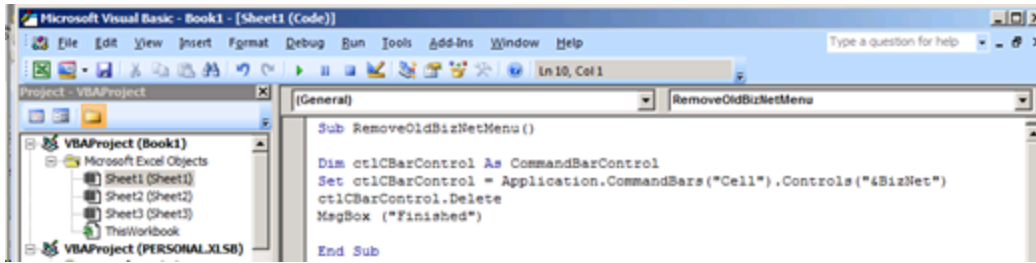 Microsoft Visual Basic - Book1 - [Sheet1 (Code)]
File Edit View Insert Format Debug Run Tools Add-Ins Window Help
Type a question for help
Ln 10, Col 1
Project - VBAProject
(General)
RemoveOldBizNetMenu
VBAProject (Book1)
Microsoft Excel Objects
Sheet1 (Sheet1)
Sheet2 (Sheet2)
Sheet3 (Sheet3)
ThisWorkbook
VBAProject (PERSONAL.XLSB)
Sub RemoveOldBizNetMenu()
Dim ctlCBarControl As CommandBarControl
Set ctlCBarControl = Application.CommandBars("Cell").Controls("&BizNet")
ctlCBarControl.Delete
MsgBox ("Finished")
End Sub